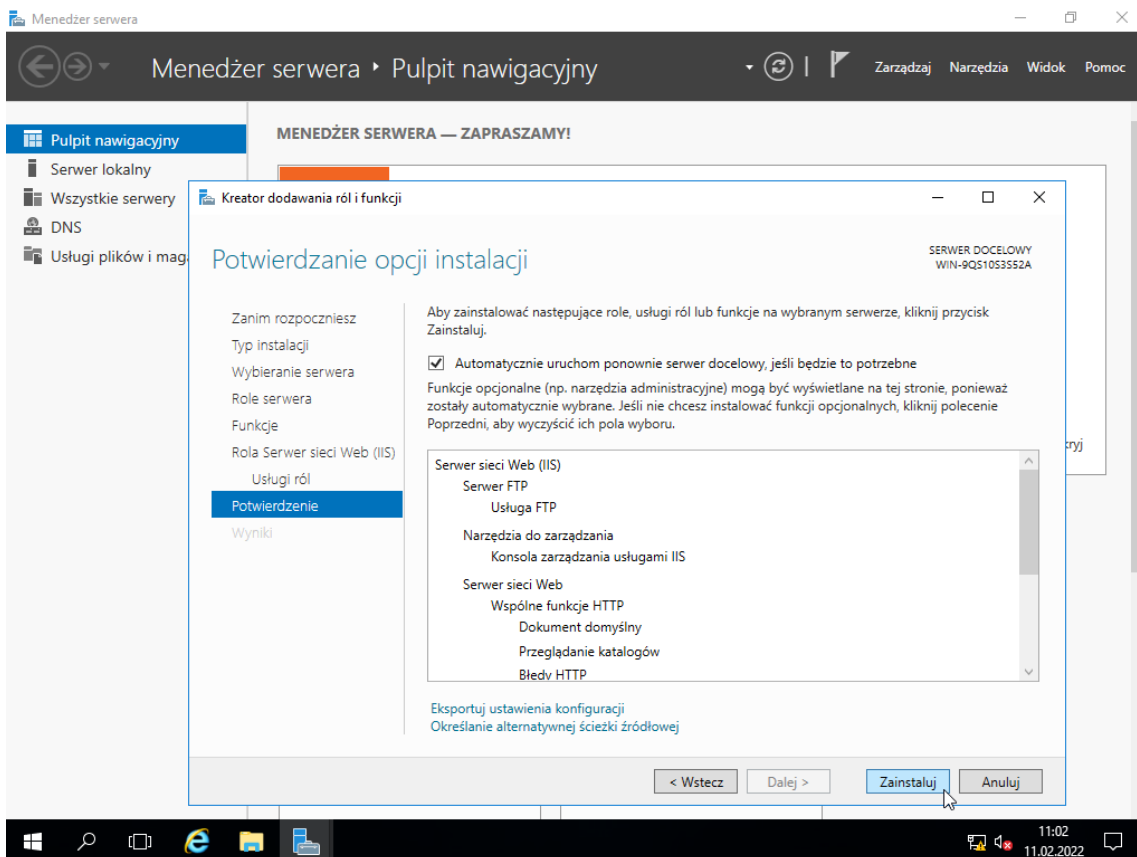 Menedżer serwera
Menedżer serwera ‣ Pulpit nawigacyjny
Zarządzaj Narzędzia Widok Pomoc
Pulpit nawigacyjny
Serwer lokalny
Wszystkie serwery
DNS
Usługi plików i mag
MENEDŻER SERWERA — ZAPRASZAMY!
Kreator dodawania ról i funkcji
Potwierdzanie opcji instalacji
SERWER DOCELOWY
WIN-9QS10S3S52A
Zanim rozpoczniesz
Typ instalacji
Wybieranie serwera
Role serwera
Funkcje
Rola Serwer sieci Web (IIS)
Usługi ról
Potwierdzenie
Wyniki
Aby zainstalować następujące role, usługi ról lub funkcje na wybranym serwerze, kliknij przycisk
Zainstaluj.
Automatycznie uruchom ponownie serwer docelowy, jeśli będzie to potrzebne
Funkcje opcjonalne (np. narzędzia administracyjne) mogą być wyświetlane na tej stronie, ponieważ
zostały automatycznie wybrane. Jeśli nie chcesz instalować funkcji opcjonalnych, kliknij polecenie
Poprzedni, aby wyczyścić ich pola wyboru.
Serwer sieci Web (IIS)
Serwer FTP
Usługa FTP
Narzędzia do zarządzania
Konsola zarządzania usługami IIS
Serwer sieci Web
Wspólne funkcje HTTP
Dokument domyślny
Przeglądanie katalogów
Błędy HTTP
kryj
Eksportuj ustawienia konfiguracji
Określanie alternatywnej ścieżki źródłowej
< Wstecz Dalej > Zainstaluj Anuluj
11:02
11.02.2022